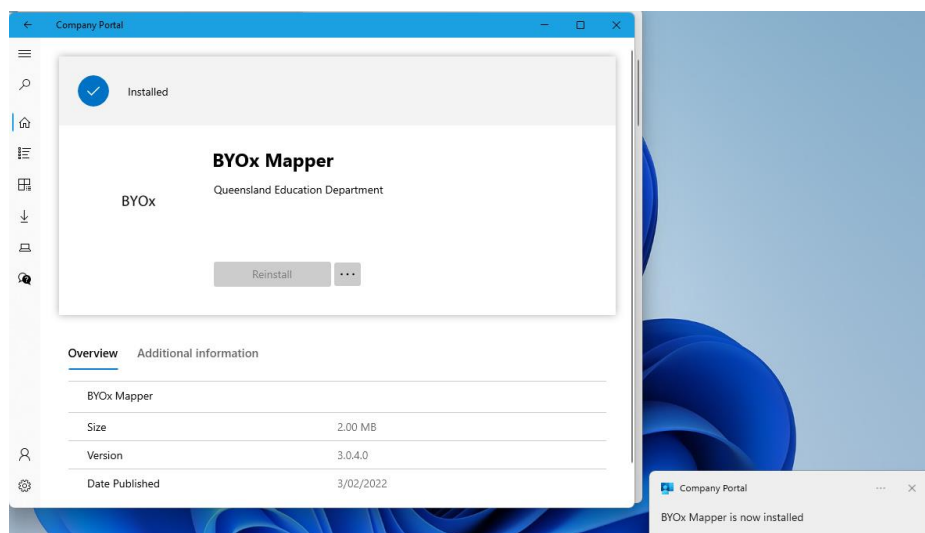 Company Portal
Installed
BYOx Mapper
Queensland Education Department
BYOx
Reinstall
Overview Additional information
BYOx Mapper
Size 2.00 MB
Version 3.0.4.0
Date Published 3/02/2022
Company Portal
BYOx Mapper is now installed